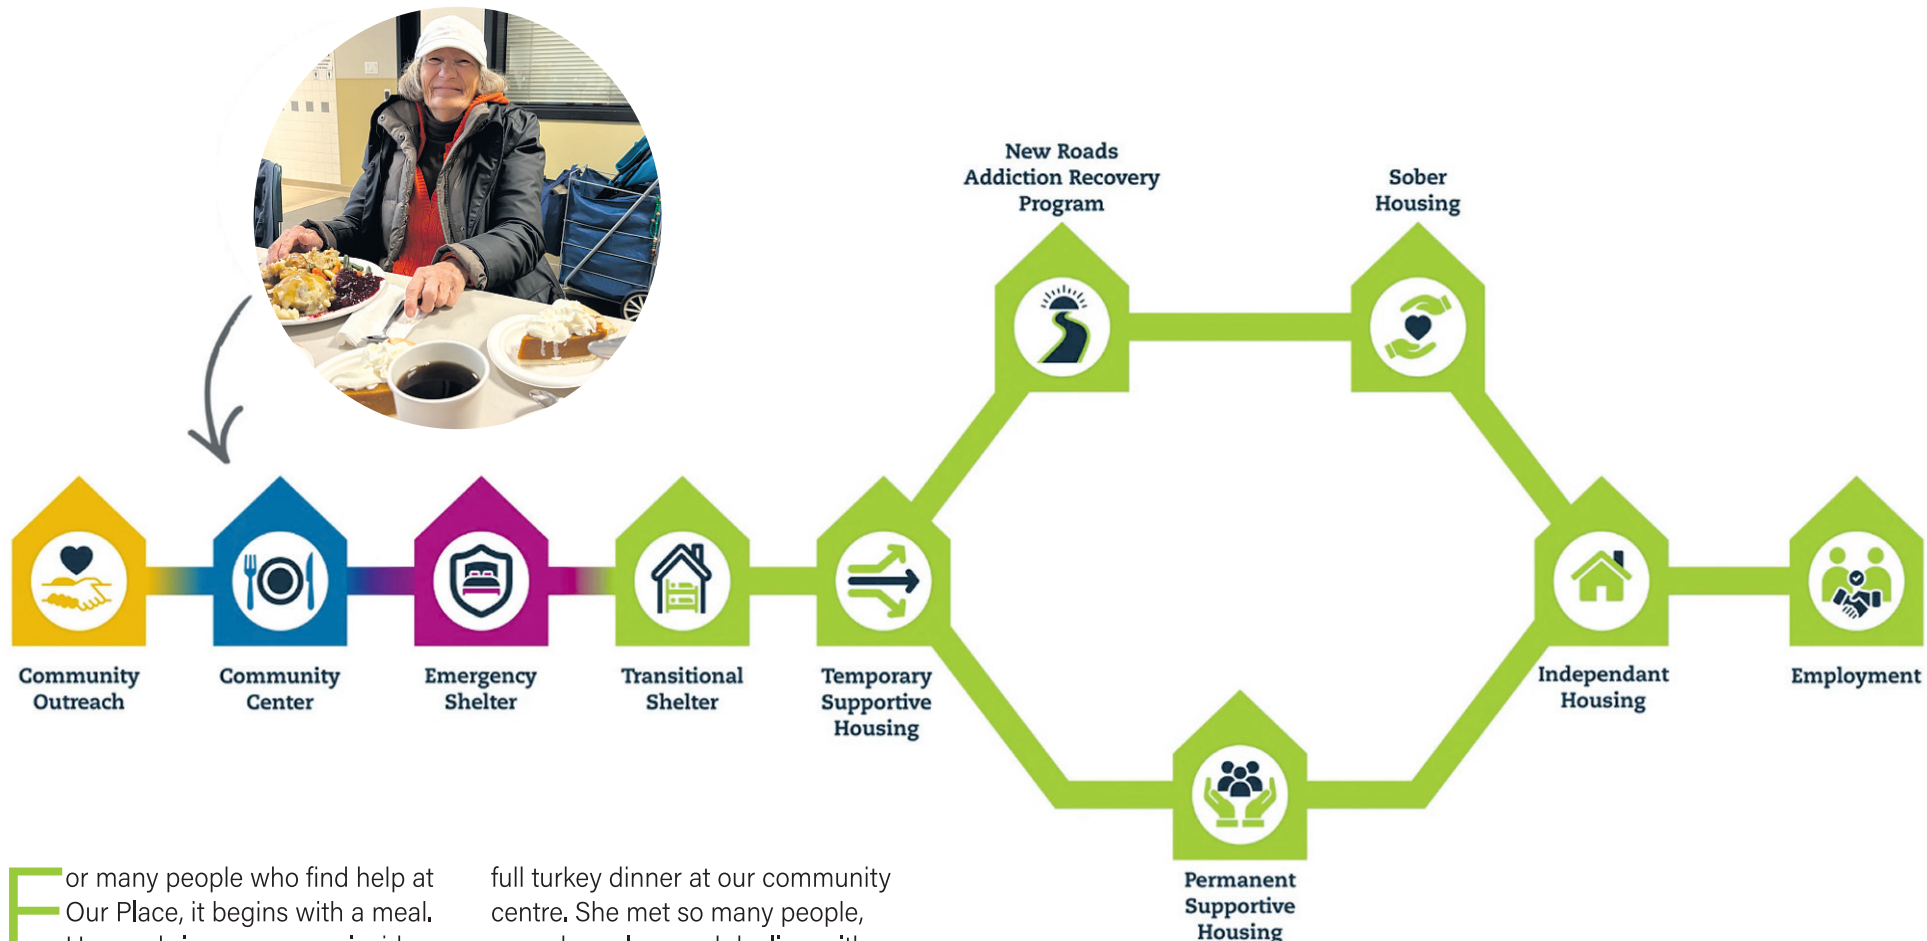 New Roads
Addiction Recovery
Program
Sober
Housing
Community
Outreach
Community
Center
Emergency
Shelter
Transitional
Shelter
Temporary
Supportive
Housing
Independant
Housing
Employment
Permanent
Supportive
Housing
For many people who find help at
Our Place, it begins with a meal.
full turkey dinner at our community
centre. She met so many people,